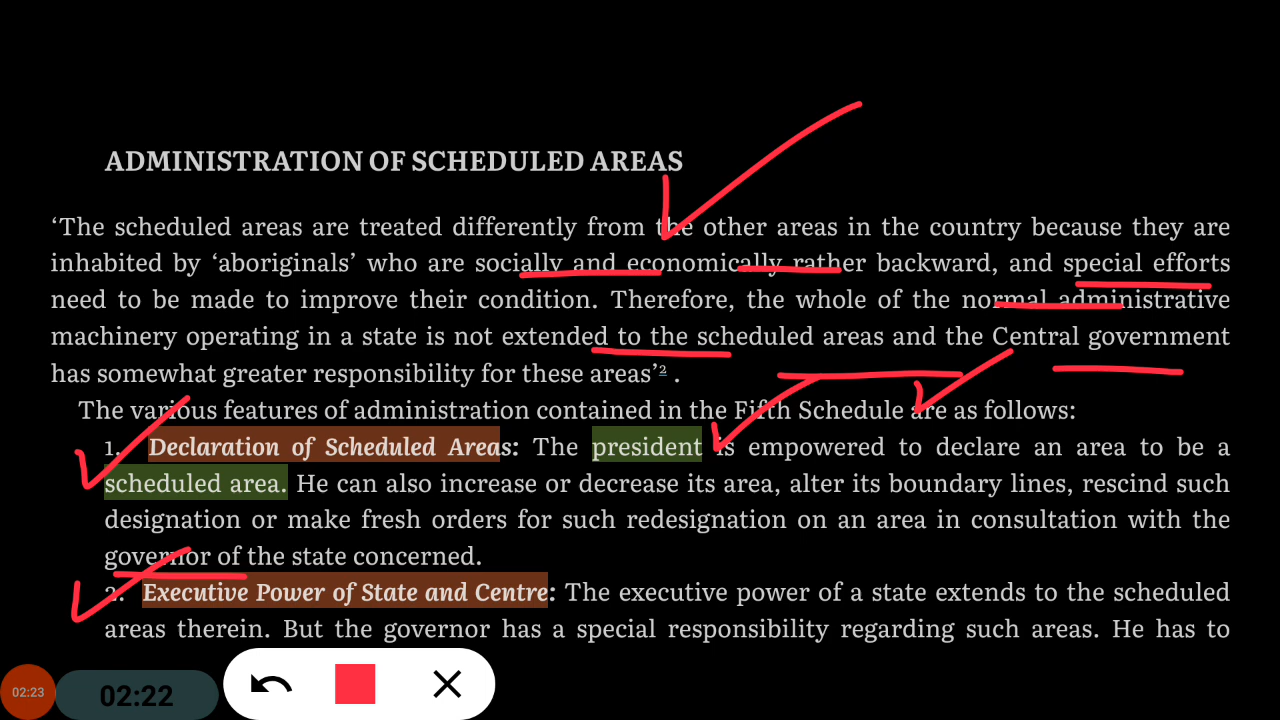 ADMINISTRATION OF SCHEDULED AREAS
‘The scheduled areas are treated differently from the other areas in the country because they are
inhabited by ‘aboriginals’ who are socially and economically rather backward, and special efforts
need to be made to improve their condition. Therefore, the whole of the normal administrative
machinery operating in a state is not extended to the scheduled areas and the Central government
has somewhat greater responsibility for these areas’² .
The various features of administration contained in the Fifth Schedule are as follows:
1. Declaration of Scheduled Areas: The president is empowered to declare an area to be a
scheduled area. He can also increase or decrease its area, alter its boundary lines, rescind such
designation or make fresh orders for such redesignation on an area in consultation with the
governor of the state concerned.
2. Executive Power of State and Centre: The executive power of a state extends to the scheduled
areas therein. But the governor has a special responsibility regarding such areas. He has to
02:23
02:22